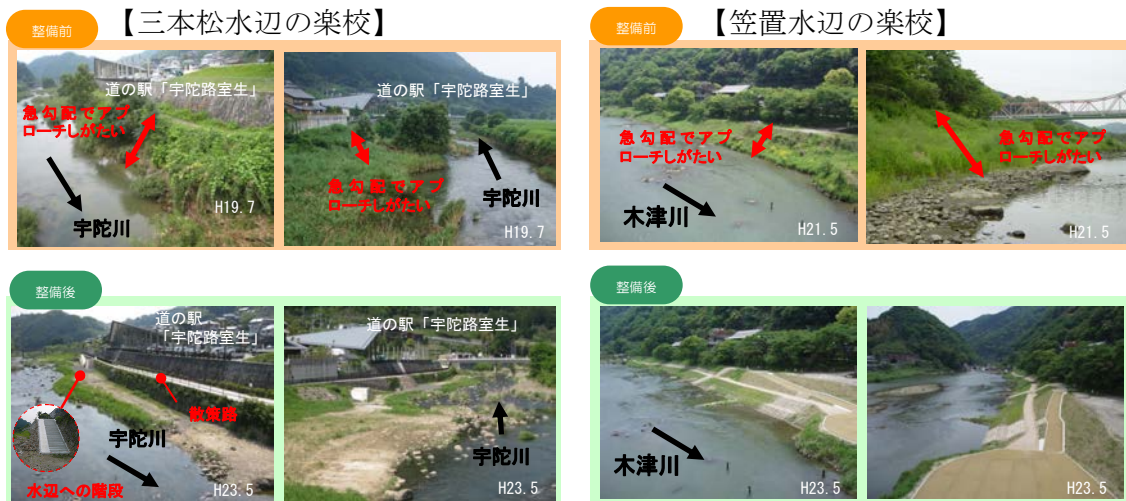 【三本松水辺の楽校】
整備前
道の駅「宇陀路室生」
急勾配でアプ
ローチしがたい
宇陀川
H19.7
道の駅「宇陀路室生」
急勾配でアプ
ローチしがたい
宇陀川
H19.7
整備後
道の駅
「宇陀路室生」
散策路
宇陀川
水辺への階段
H23.5
道の駅「宇陀路室生」
宇陀川
H23.5
【笠置水辺の楽校】
整備前
急勾配でアプ
ローチしがたい
木津川
H21.5
急勾配でアプ
ローチしがたい
H21.5
整備後
木津川
H23.5
H23.5